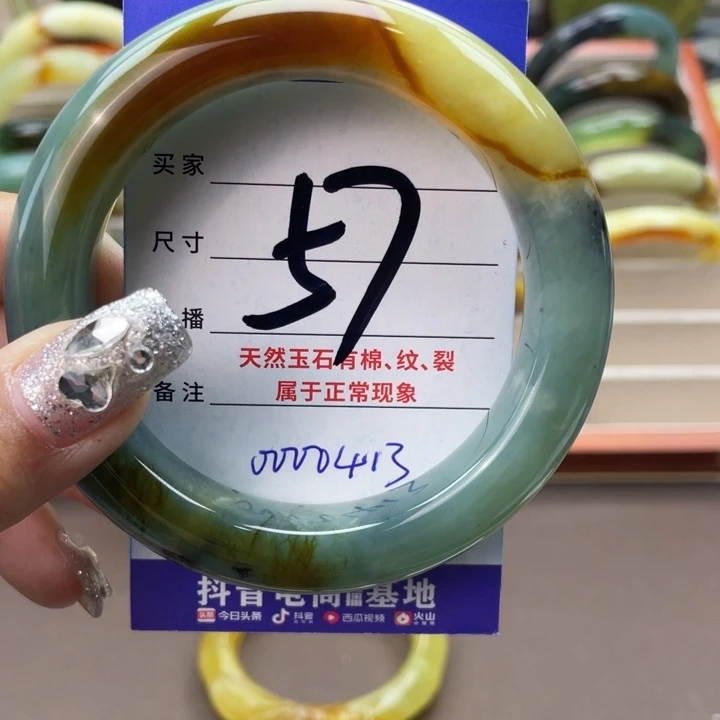 买家
57
尺寸
播
天然玉石有棉、纹、裂
备注 属于正常现象
0000413
抖音电商 基地
头条 今日头条 抖音 西瓜视频 火山